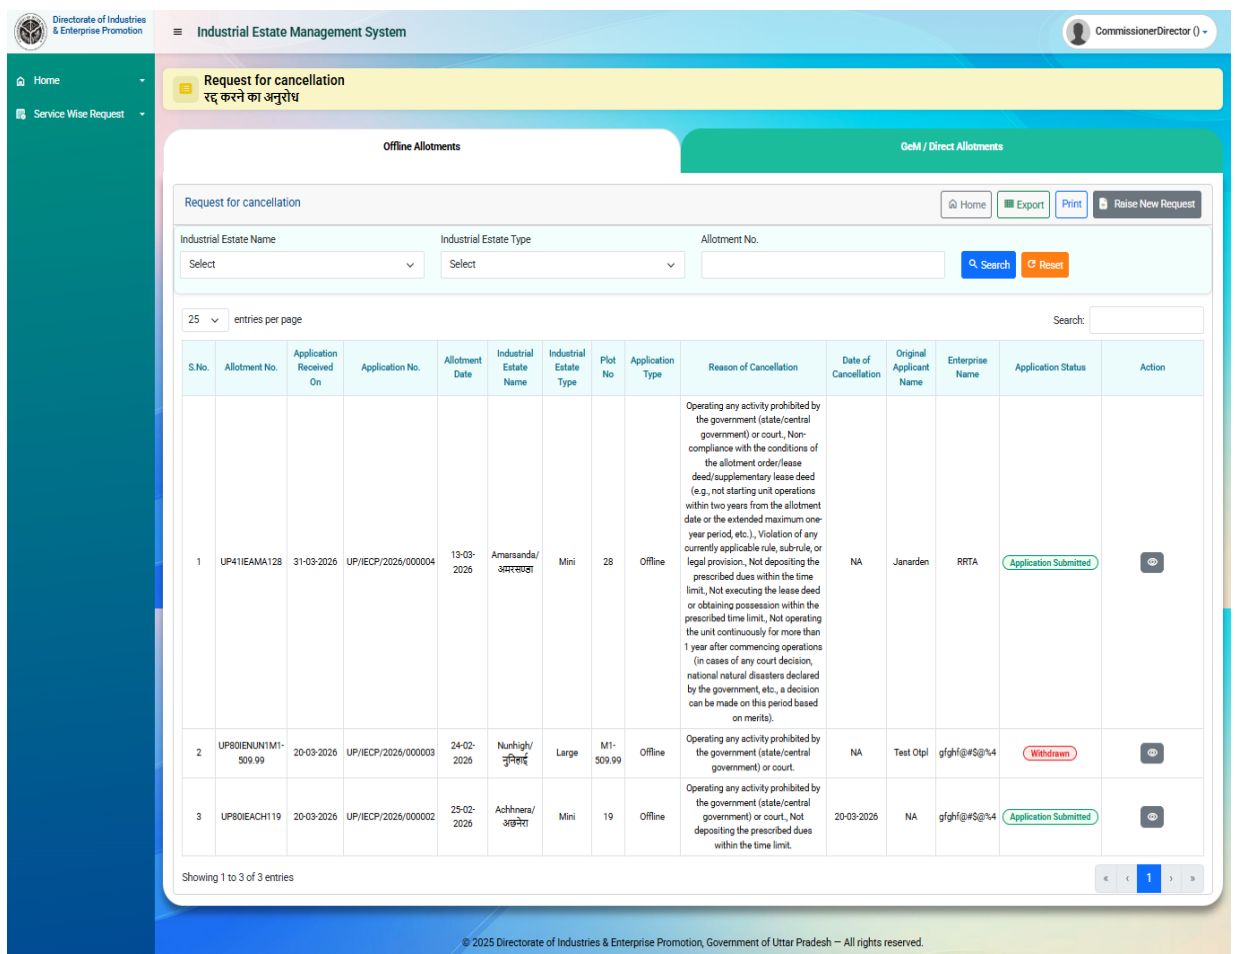 Directorate of Industries
& Enterprise Promotion
Industrial Estate Management System
CommissionerDirector ()
Home
Service Wise Request
Request for cancellation
रद्द करने का अनुरोध
Offline Allotments
GeM / Direct Allotments
Request for cancellation
Home
Export
Print
Raise New Request
Industrial Estate Name
Industrial Estate Type
Allotment No.
Select
Select
Search
Reset
25
entries per page
Search:
S.No.
Allotment No.
Application
Received
On
Application No.
Allotment
Date
Industrial
Estate
Name
Industrial
Estate
Type
Plot
No
Application
Type
Reason of Cancellation
Date of
Cancellation
Original
Applicant
Name
Enterprise
Name
Application Status
Action
1
UP41IEAMA128
31-03-2026
UP/IECP/2026/000004
13-03-
2026
Amarsanda/
अमरसण्डा
Mini
28
Offline
Operating any activity prohibited by
the government (state/central
government) or court., Non-
compliance with the conditions of
the allotment order/lease
deed/supplementary lease deed
(e.g., not starting unit operations
within two years from the allotment
date or the extended maximum one-
year period, etc.)., Violation of any
currently applicable rule, sub-rule, or
legal provision., Not depositing the
prescribed dues within the time
limit., Not executing the lease deed
or obtaining possession within the
prescribed time limit., Not operating
the unit continuously for more than
1 year after commencing operations
(in cases of any court decision,
national natural disasters declared
by the government, etc., a decision
can be made on this period based
on merits).
NA
Janarden
RRTA
Application Submitted
2
UP80IENUN1M1-
509.99
20-03-2026
UP/IECP/2026/000003
24-02-
2026
Nunhigh/
नुनिहाई
Large
M1-
509.99
Offline
Operating any activity prohibited by
the government (state/central
government) or court.
NA
Test Otpl
gfghf@#$@%4
Withdrawn
3
UP80IEACH119
20-03-2026
UP/IECP/2026/000002
25-02-
2026
Achhnera/
अछनेरा
Mini
19
Offline
Operating any activity prohibited by
the government (state/central
government) or court., Not
depositing the prescribed dues
within the time limit.
20-03-2026
NA
gfghf@#$@%4
Application Submitted
Showing 1 to 3 of 3 entries
« ‹ 1 › »
© 2025 Directorate of Industries & Enterprise Promotion, Government of Uttar Pradesh — All rights reserved.